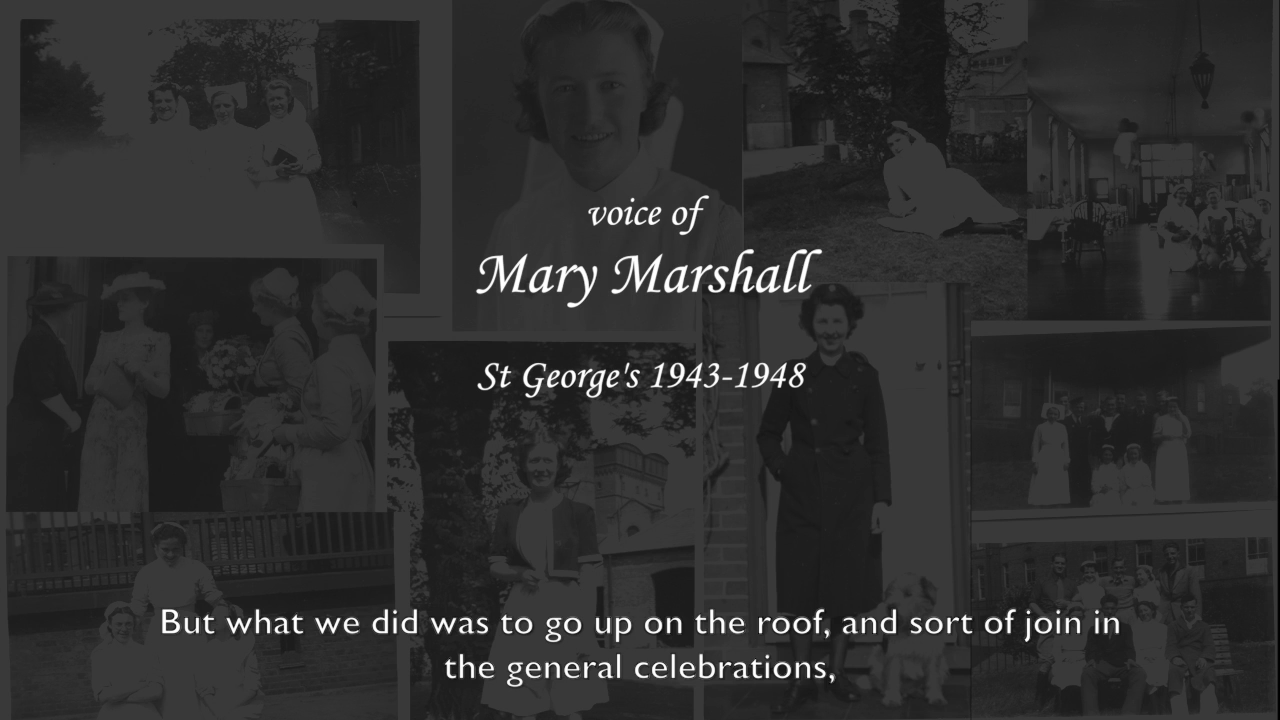 voice of
Mary Marshall
St George's 1943-1948
But what we did was to go up on the roof, and sort of join in
the general celebrations,